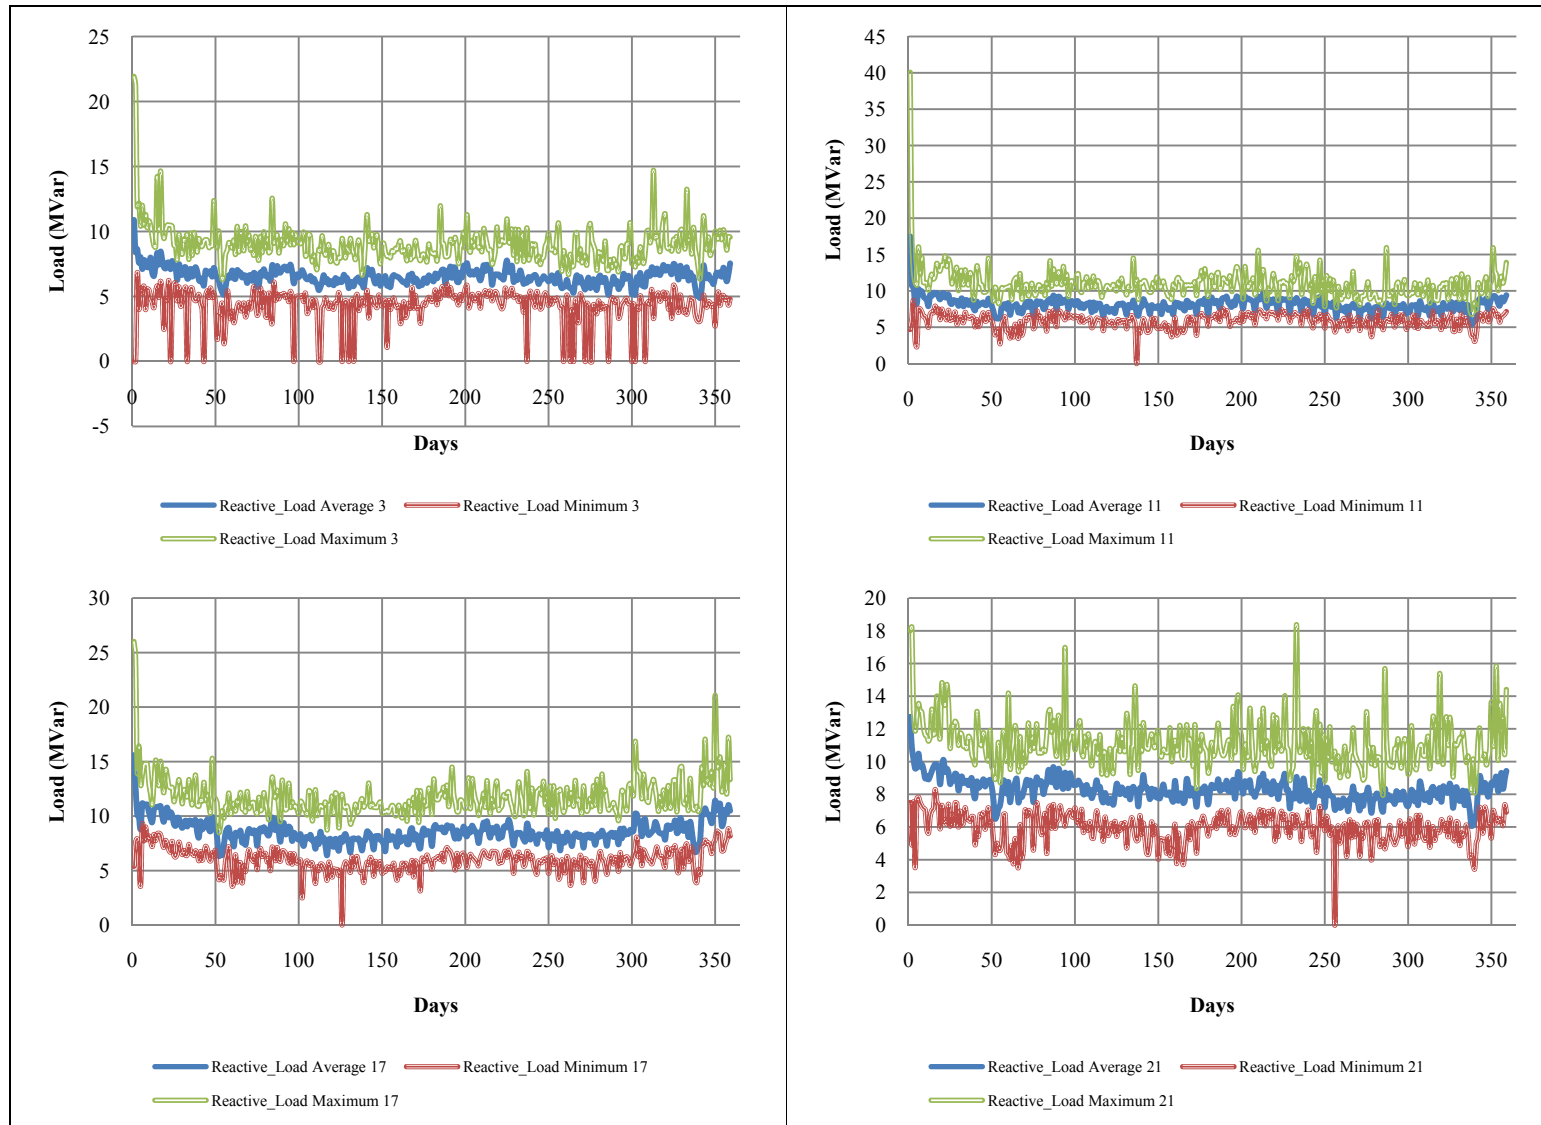 25
20
15
10
5
0
-5
Load (MVar)
0 50 100 150 200 250 300 350
Days
Reactive_Load Average 3 Reactive_Load Minimum 3
Reactive_Load Maximum 3
45
40
35
30
25
20
15
10
5
0
Load (MVar)
0 50 100 150 200 250 300 350
Days
Reactive_Load Average 11 Reactive_Load Minimum 11
Reactive_Load Maximum 11
30
25
20
15
10
5
0
Load (MVar)
0 50 100 150 200 250 300 350
Days
Reactive_Load Average 17 Reactive_Load Minimum 17
Reactive_Load Maximum 17
20
18
16
14
12
10
8
6
4
2
0
Load (MVar)
0 50 100 150 200 250 300 350
Days
Reactive_Load Average 21 Reactive_Load Minimum 21
Reactive_Load Maximum 21